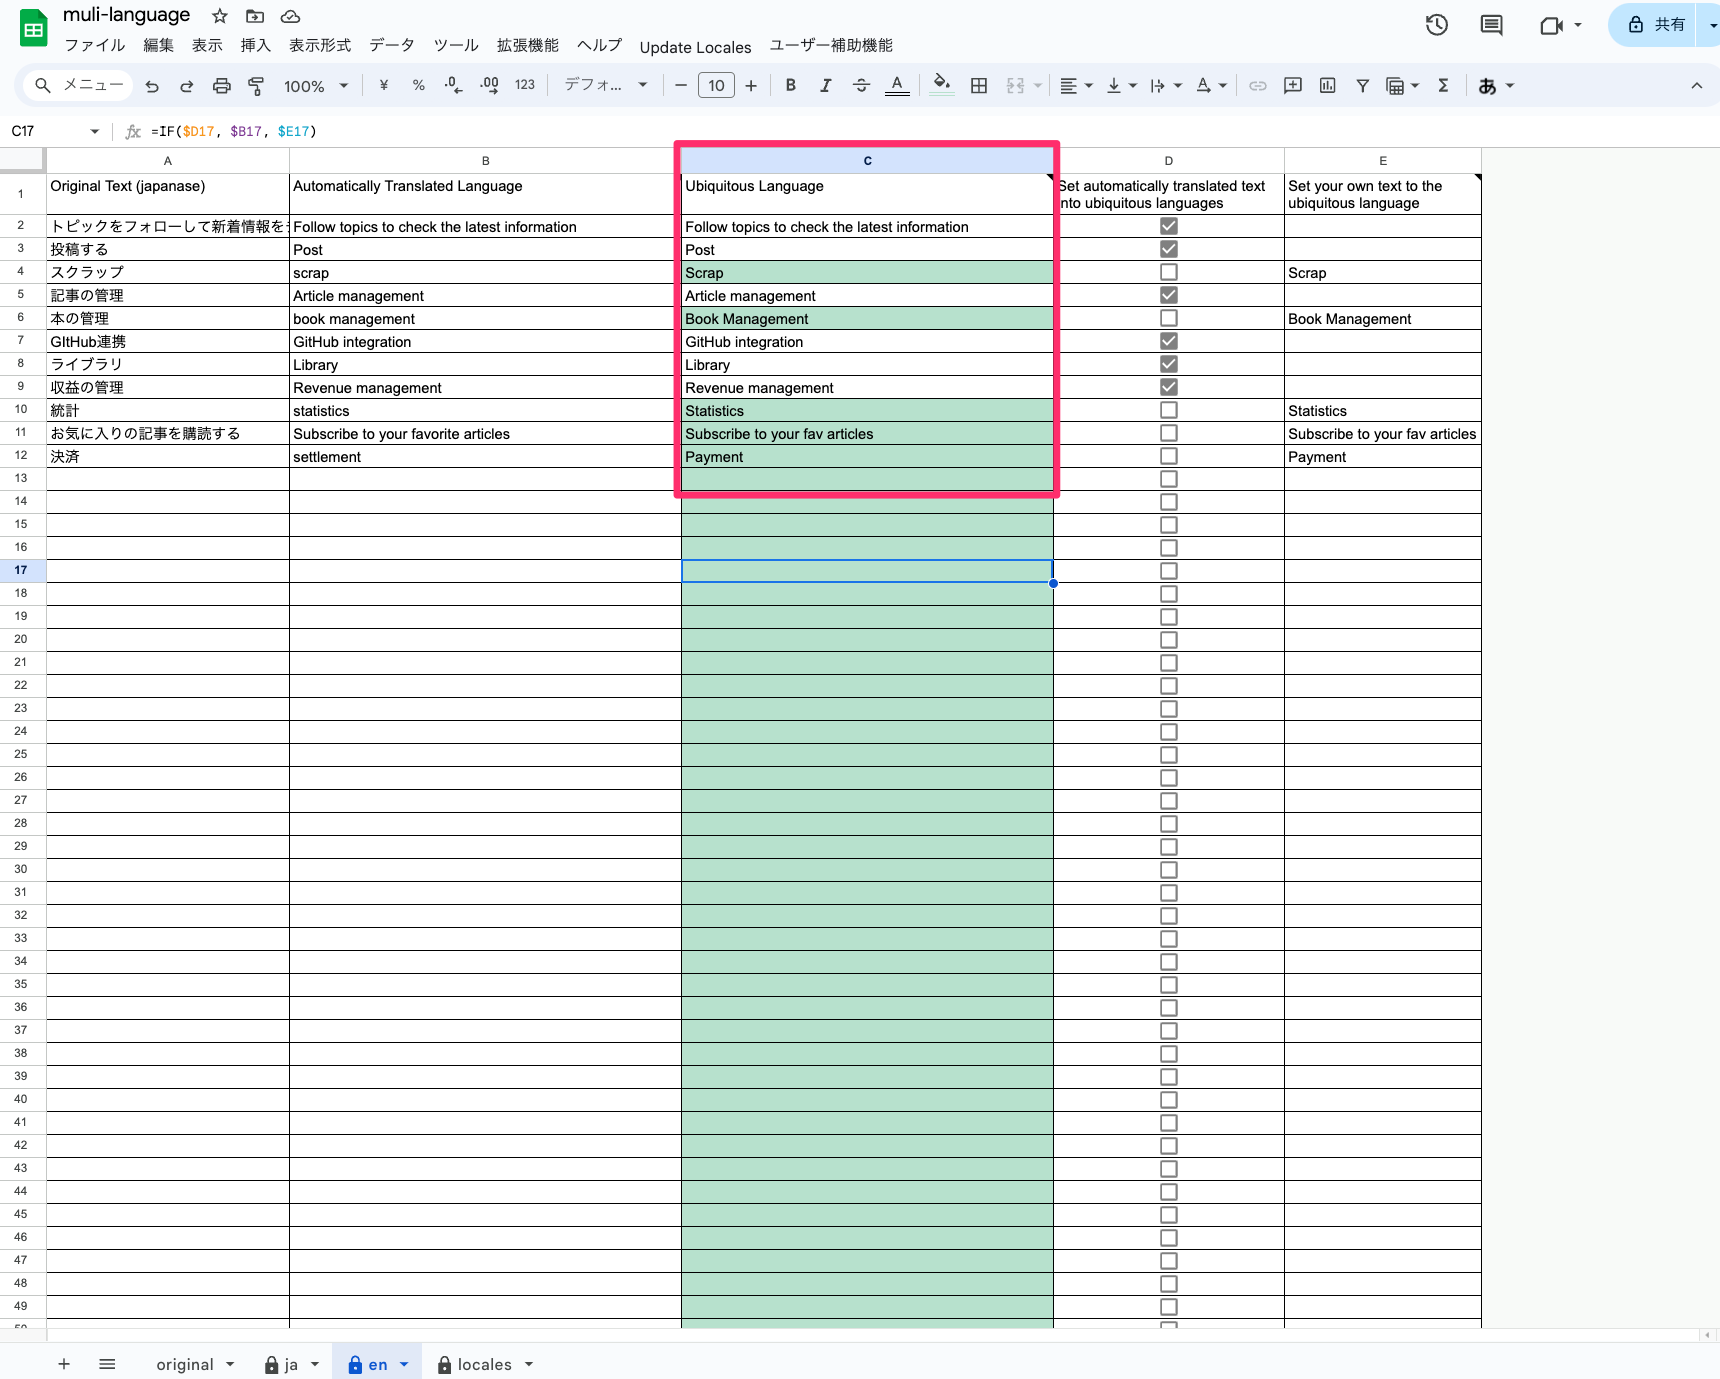 muli-language
ファイル 編集 表示 挿入 表示形式 データ ツール 拡張機能 ヘルプ Update Locales ユーザー補助機能
共有
メニュー 100% ¥ % .0 .00 123 デフォ... 10 B I A あ Σ
C17 fx =IF($D17, $B17, $E17)
A B C D E
1 Original Text (japanase) Automatically Translated Language Ubiquitous Language Set automatically translated text into ubiquitous languages Set your own text to the ubiquitous language
2 トピックをフォローして新着情報を Follow topics to check the latest information Follow topics to check the latest information
3 投稿する Post Post
4 スクラップ scrap Scrap Scrap
5 記事の管理 Article management Article management
6 本の管理 book management Book Management Book Management
7 GItHub連携 GitHub integration GitHub integration
8 ライブラリ Library Library
9 収益の管理 Revenue management Revenue management
10 統計 statistics Statistics Statistics
11 お気に入りの記事を購読する Subscribe to your favorite articles Subscribe to your fav articles Subscribe to your fav articles
12 決済 settlement Payment Payment
13
14
15
16
17
18
19
20
21
22
23
24
25
26
27
28
29
30
31
32
33
34
35
36
37
38
39
40
41
42
43
44
45
46
47
48
49
original ja en locales